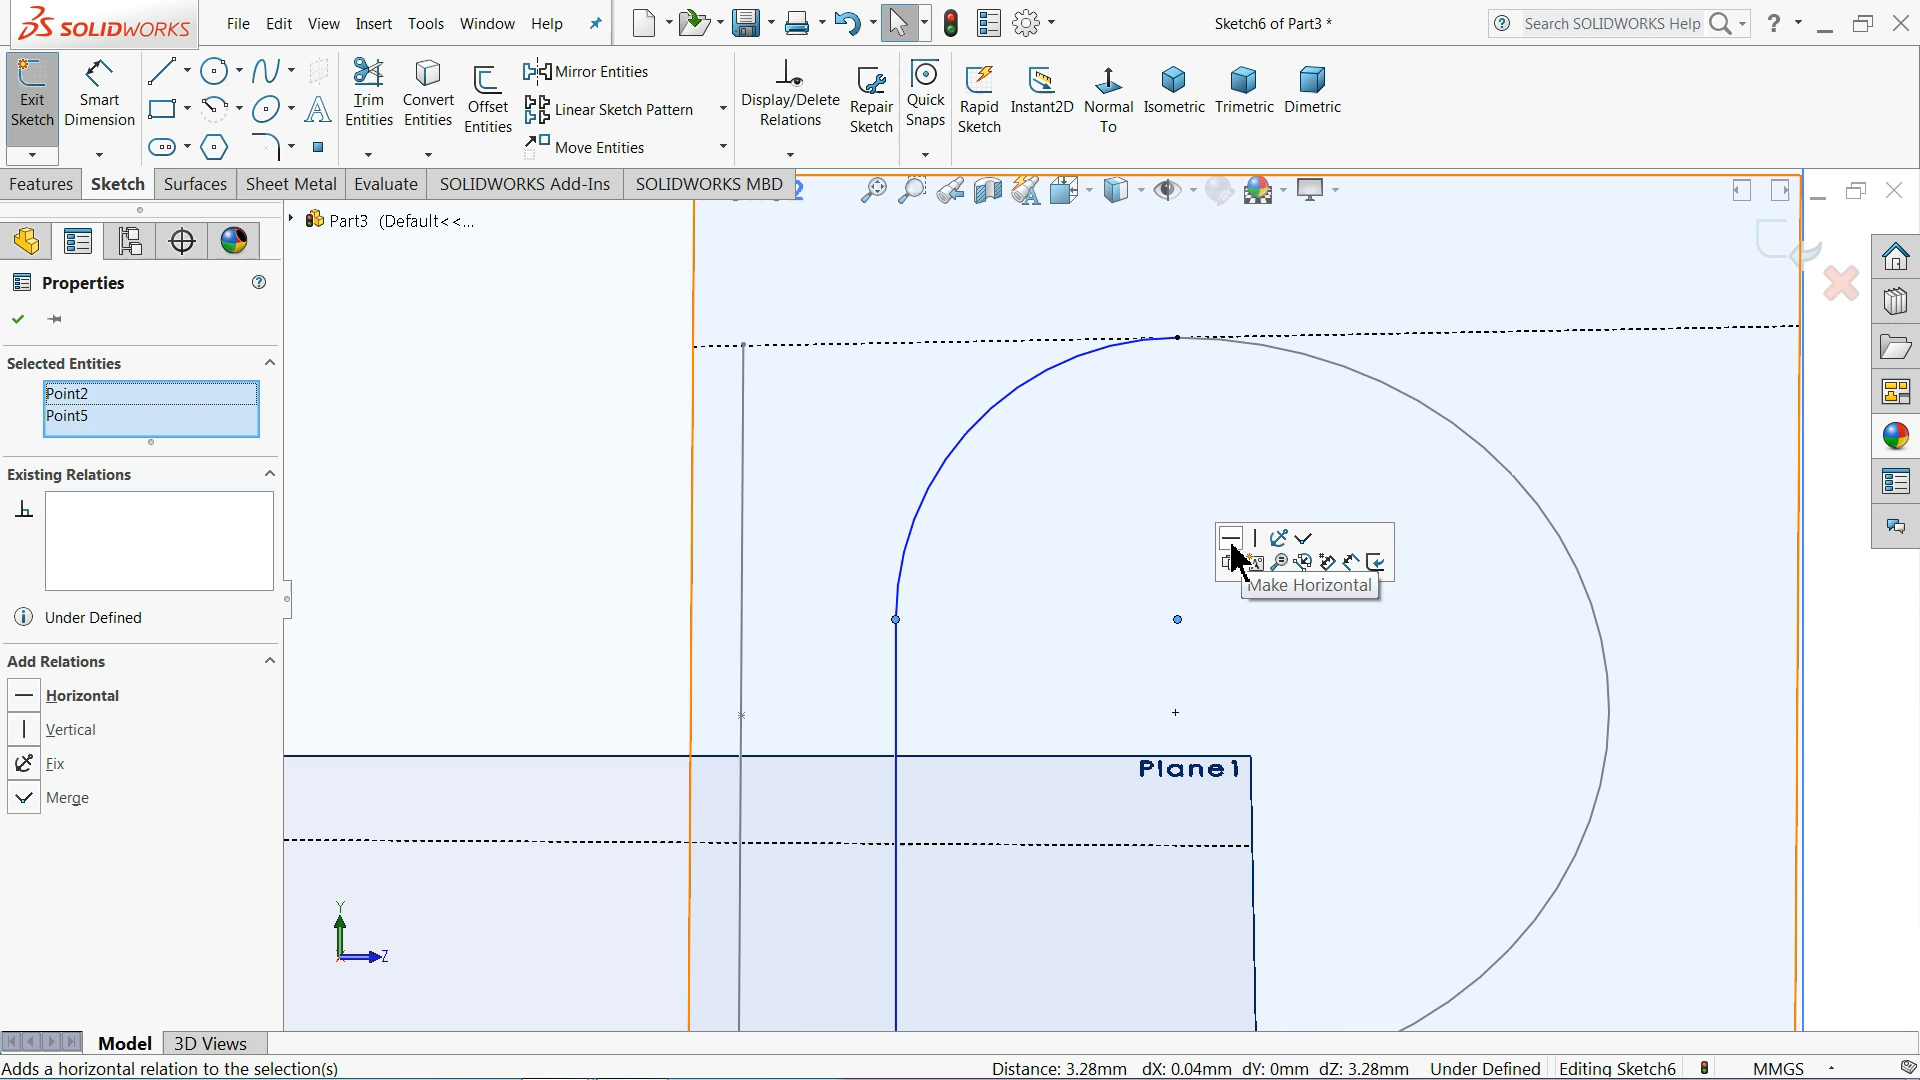 SOLIDWORKS
File Edit View Insert Tools Window Help
Sketch6 of Part3 *
Search SOLIDWORKS Help
Exit Sketch
Smart Dimension
Trim Entities
Convert Entities
Offset Entities
Mirror Entities
Linear Sketch Pattern
Move Entities
Display/Delete Relations
Repair Sketch
Quick Snaps
Rapid Sketch
Instant2D
Normal To
Isometric
Trimetric
Dimetric
Features Sketch Surfaces Sheet Metal Evaluate SOLIDWORKS Add-Ins SOLIDWORKS MBD
Part3 (Default<<...
Properties
Selected Entities
Point2
Point5
Existing Relations
Under Defined
Add Relations
Horizontal
Vertical
Fix
Merge
Make Horizontal
Plane1
Y
Z
Model 3D Views
Adds a horizontal relation to the selection(s)
Distance: 3.28mm dX: 0.04mm dY: 0mm dZ: 3.28mm Under Defined Editing Sketch6 MMGS